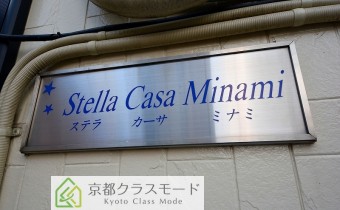 Stella Casa Minami
ステラ カーサ ミナミ
京都クラスモード
Kyoto Class Mode